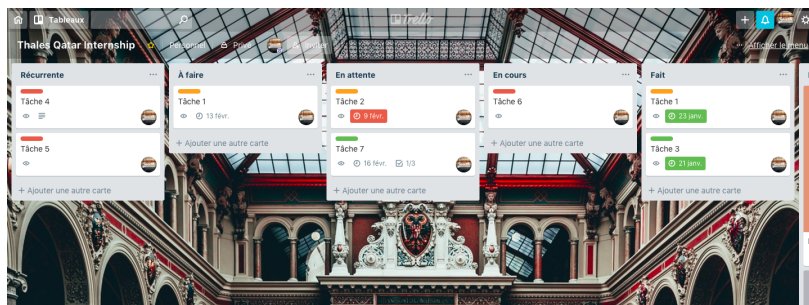 Tableaux
Trello
Thales Qatar Internship
Personnel
Privé
Inviter
... Afficher le menu
Récurrente
Tâche 4
Tâche 5
+ Ajouter une autre carte
À faire
Tâche 1
13 févr.
+ Ajouter une autre carte
En attente
Tâche 2
9 févr.
Tâche 7
16 févr. 1/3
+ Ajouter une autre carte
En cours
Tâche 6
+ Ajouter une autre carte
Fait
Tâche 1
23 janv.
Tâche 3
21 janv.
+ Ajouter une autre carte